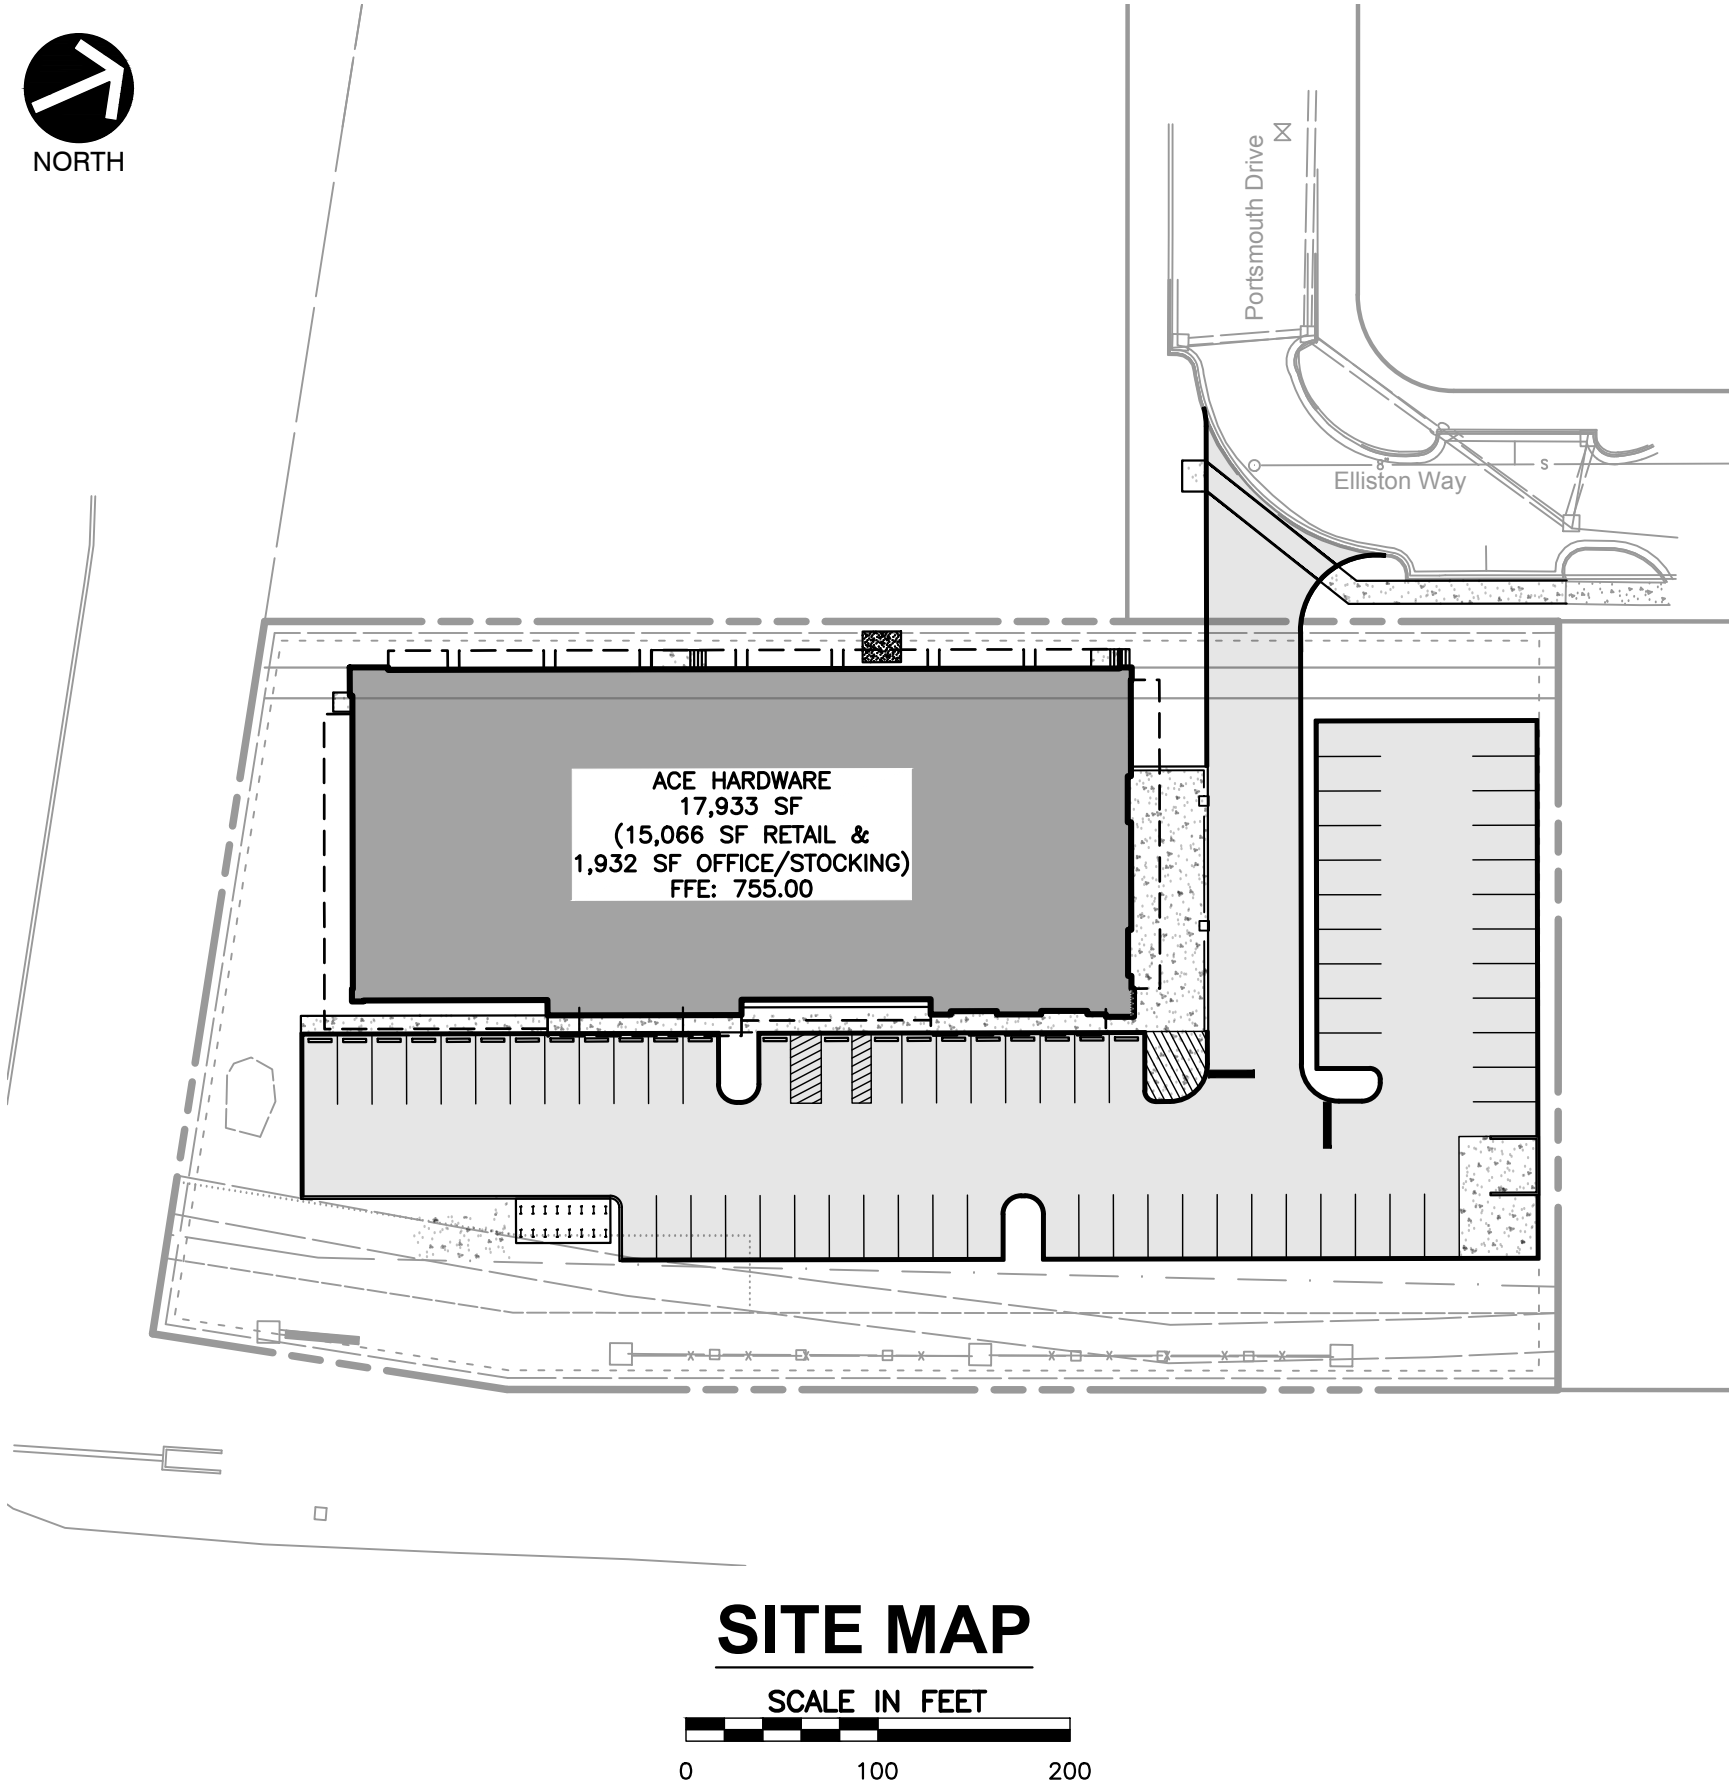 NORTH
Portsmouth Drive
8"
S
Elliston Way
ACE HARDWARE
17,933 SF
(15,066 SF RETAIL &
1,932 SF OFFICE/STOCKING)
FFE: 755.00
SITE MAP
SCALE IN FEET
0 100 200